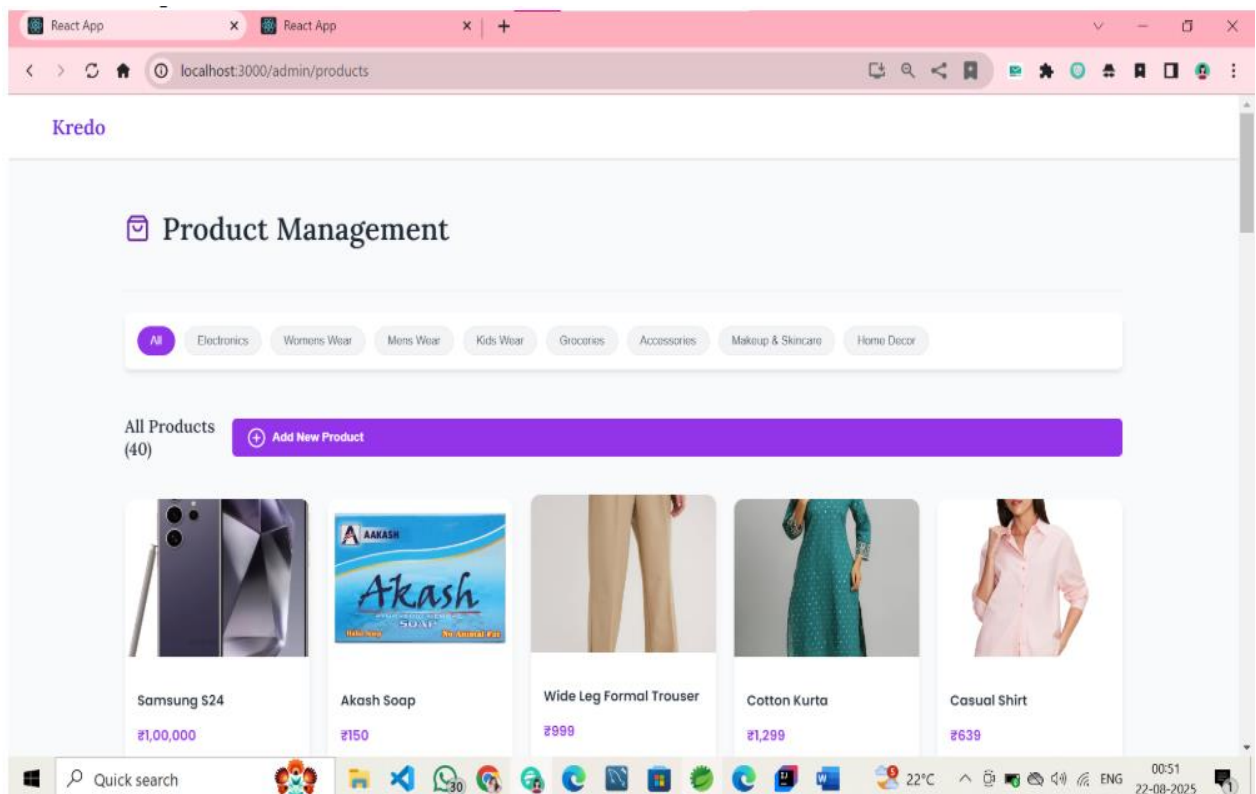 React App
React App
localhost:3000/admin/products
Kredo
Product Management
All
Electronics
Womens Wear
Mens Wear
Kids Wear
Groceries
Accessories
Makeup & Skincare
Home Decor
All Products
(40)
Add New Product
AAKASH
Akash
SOAP
Samsung S24
Akash Soap
Wide Leg Formal Trouser
Cotton Kurta
Casual Shirt
₹1,00,000
₹150
₹999
₹1,299
₹639
Quick search
30
9
22°C
ENG
00:51
22-08-2025
1